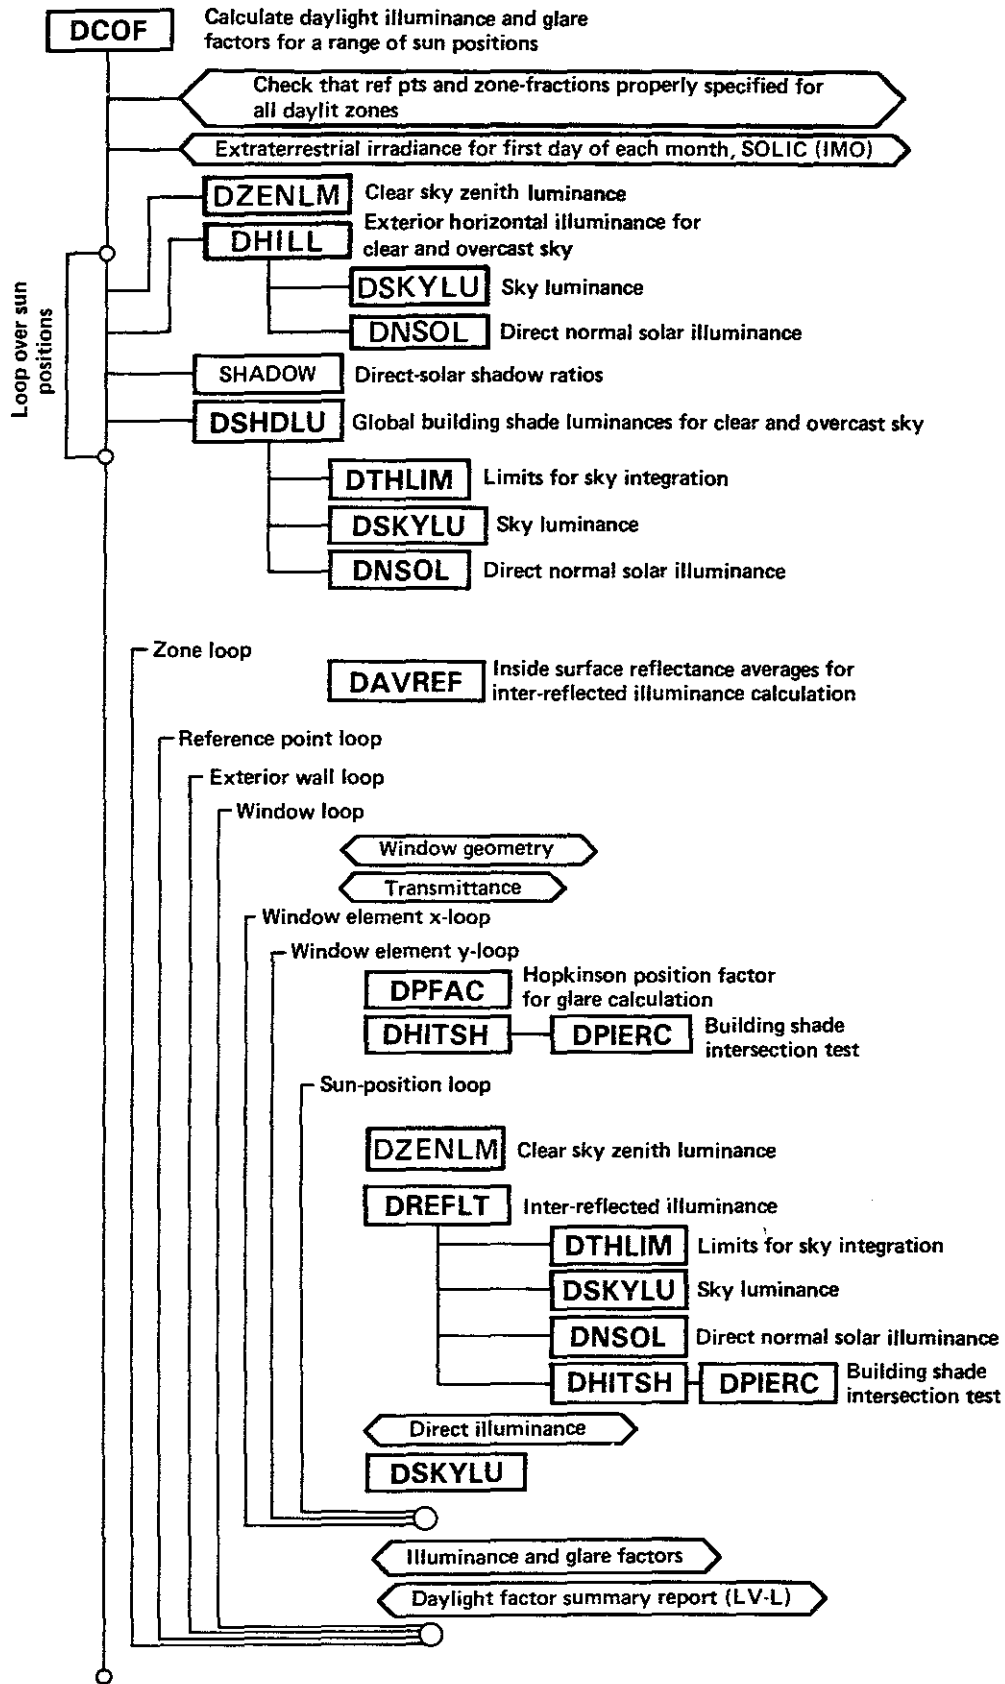 DCOF
Calculate daylight illuminance and glare
factors for a range of sun positions
Check that ref pts and zone-fractions properly specified for
all daylit zones
Extraterrestrial irradiance for first day of each month, SOLIC (IMO)
DZENLM
Clear sky zenith luminance
DHILL
Exterior horizontal illuminance for
clear and overcast sky
DSKYLU
Sky luminance
DNSOL
Direct normal solar illuminance
Loop over sun
positions
SHADOW
Direct-solar shadow ratios
DSHDLU
Global building shade luminances for clear and overcast sky
DTHLIM
Limits for sky integration
DSKYLU
Sky luminance
DNSOL
Direct normal solar illuminance
Zone loop
DAVREF
Inside surface reflectance averages for
inter-reflected illuminance calculation
Reference point loop
Exterior wall loop
Window loop
Window geometry
Transmittance
Window element x-loop
Window element y-loop
DPFAC
Hopkinson position factor
for glare calculation
DHITSH
DPIERC
Building shade
intersection test
Sun-position loop
DZENLM
Clear sky zenith luminance
DREFLT
Inter-reflected illuminance
DTHLIM
Limits for sky integration
DSKYLU
Sky luminance
DNSOL
Direct normal solar illuminance
DHITSH
DPIERC
Building shade
intersection test
Direct illuminance
DSKYLU
Illuminance and glare factors
Daylight factor summary report (LV-L)